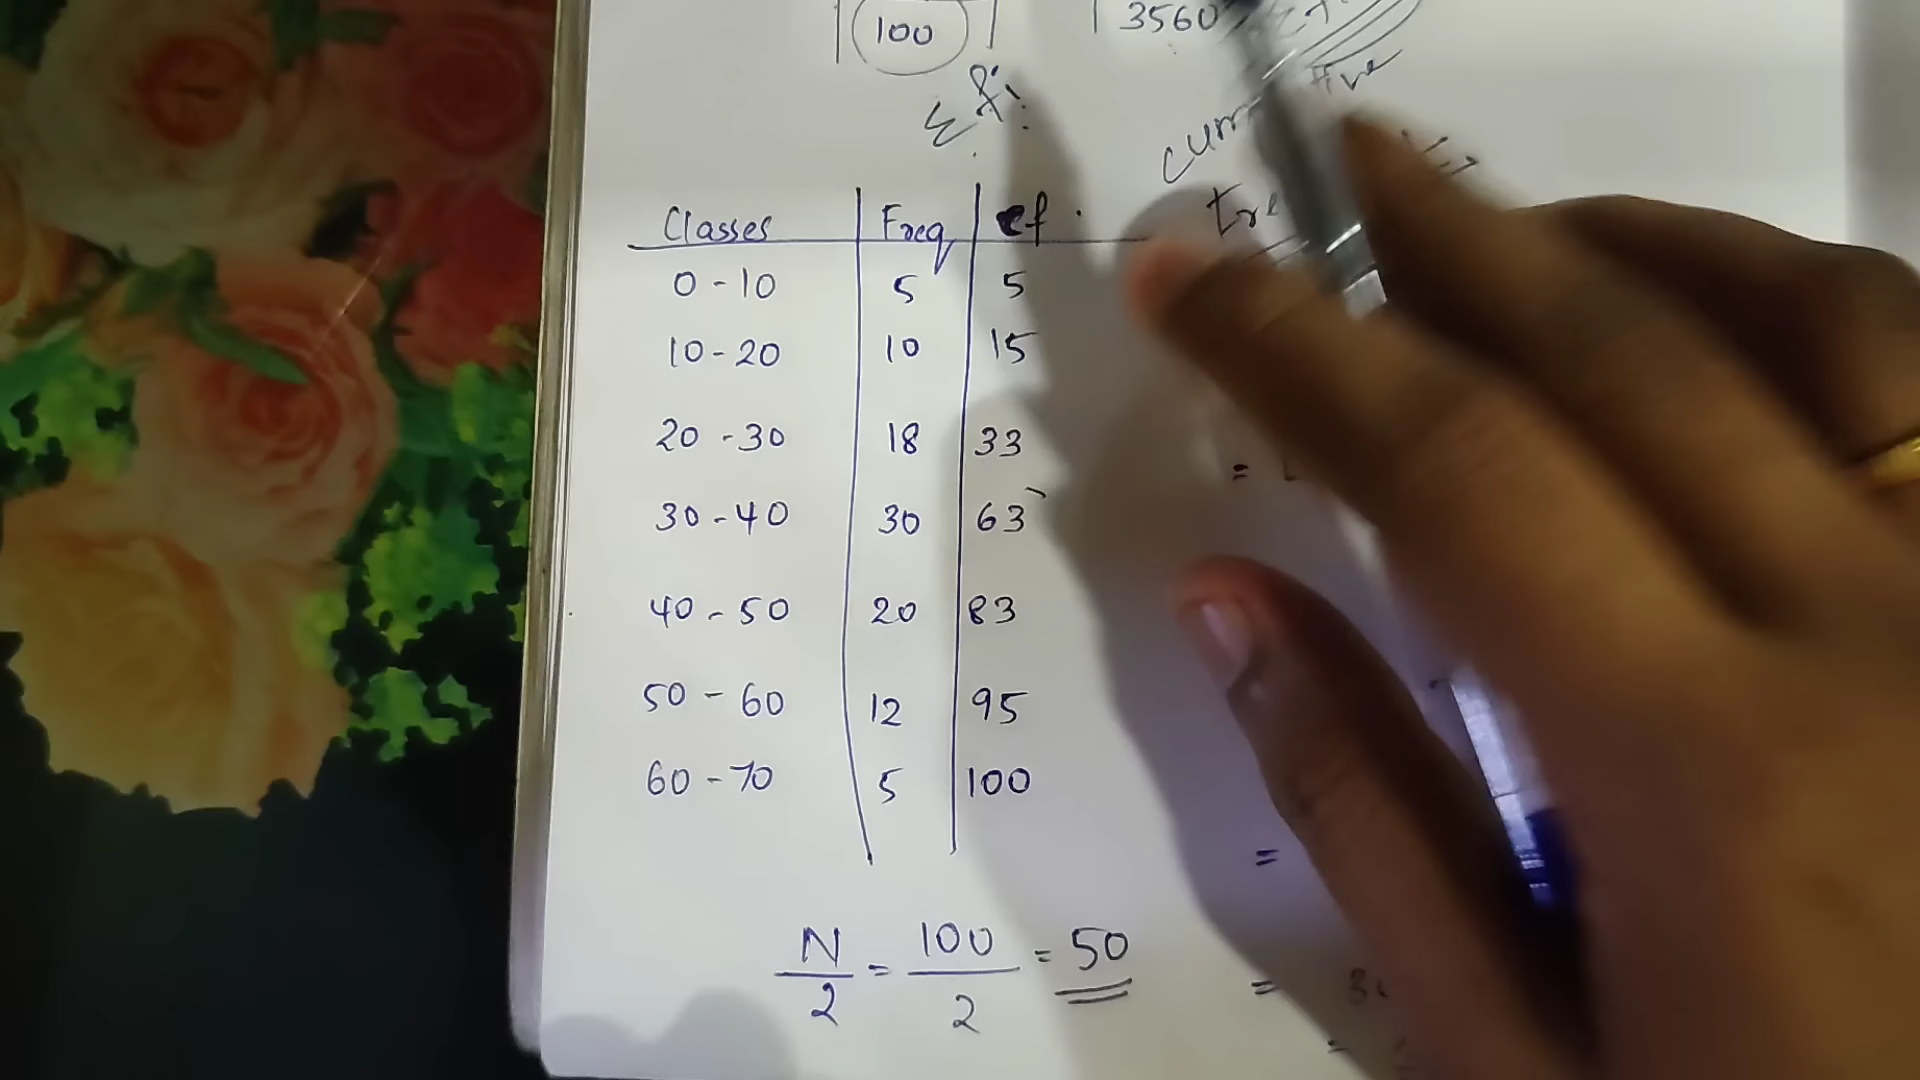 100 3560
Σfi
Classes Freq cf.
0-10 5 5
10-20 10 15
20-30 18 33
30-40 30 63
40-50 20 83
50-60 12 95
60-70 5 100
N/2 = 100/2 = 50
=
=
=
=